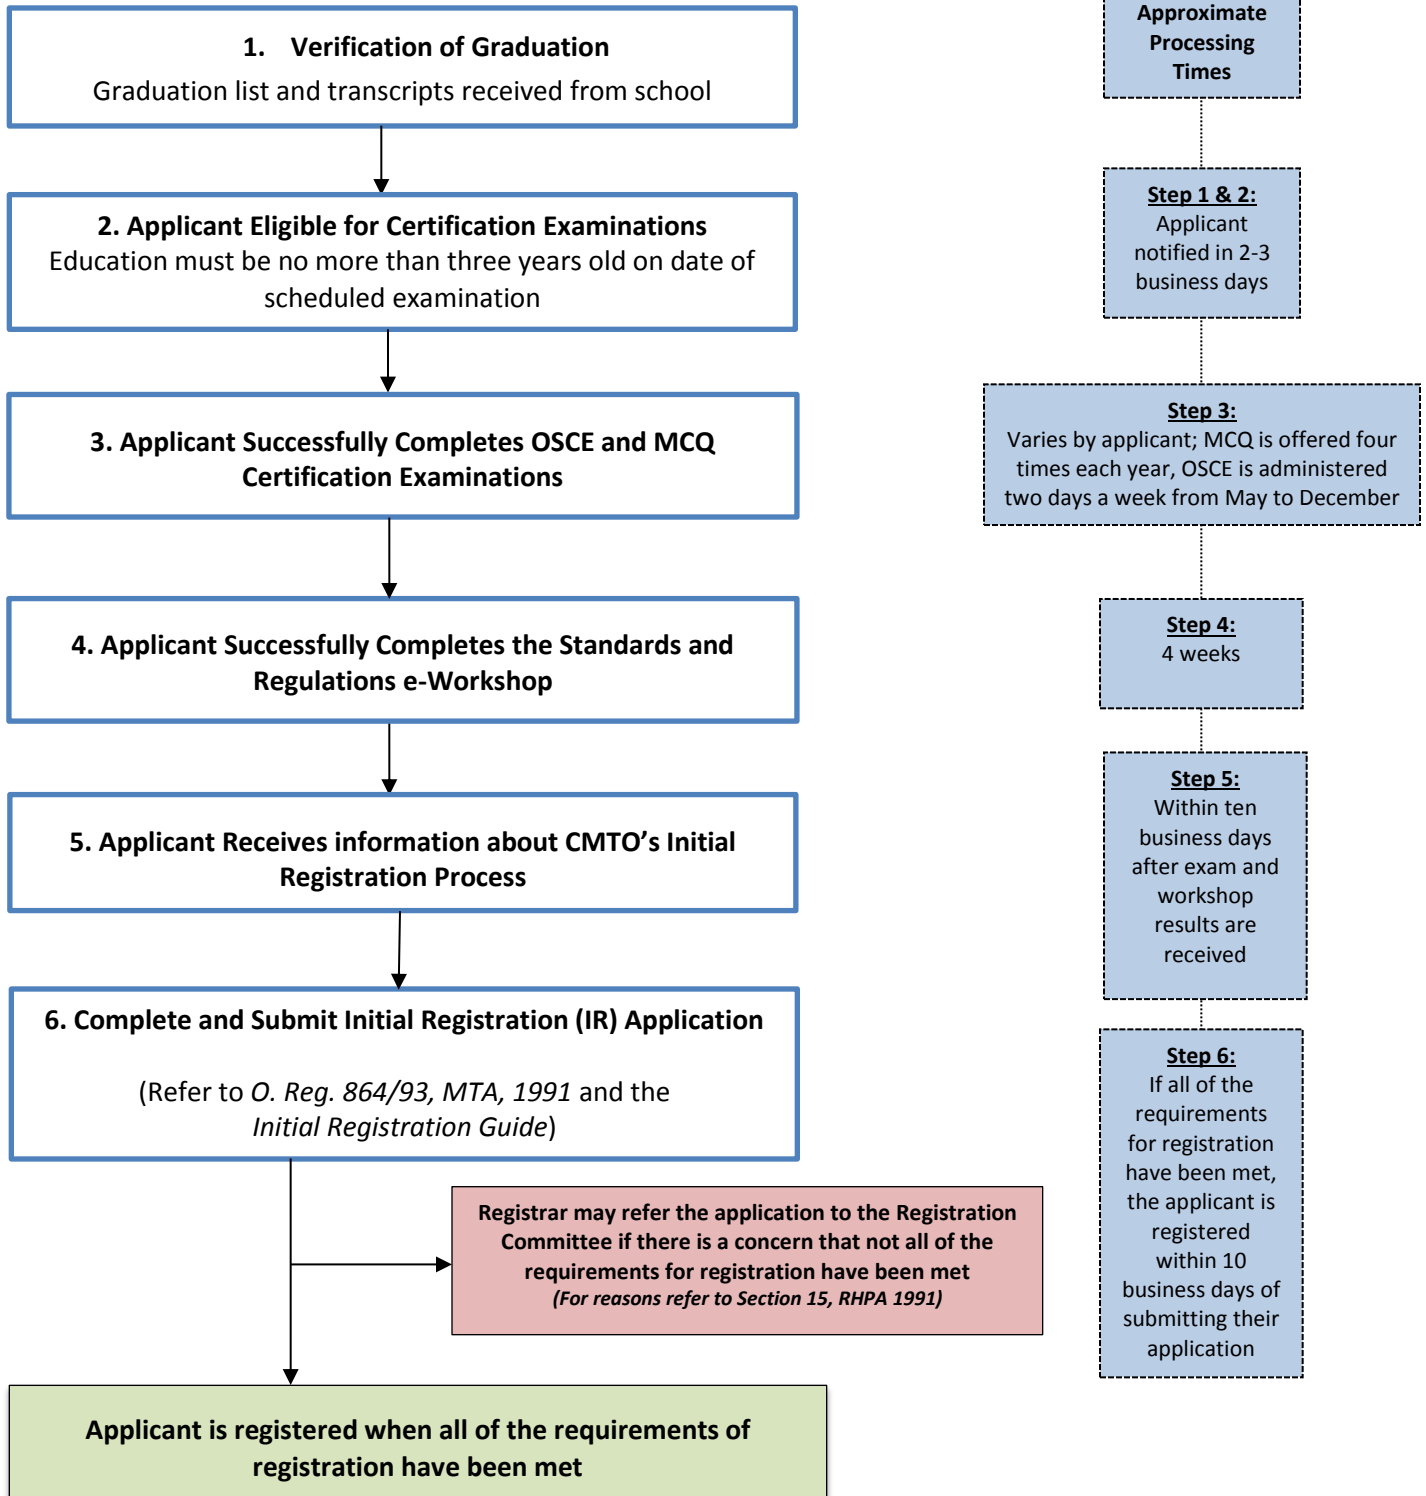 1. Verification of Graduation
Graduation list and transcripts received from school
2. Applicant Eligible for Certification Examinations
Education must be no more than three years old on date of
scheduled examination
3. Applicant Successfully Completes OSCE and MCQ
Certification Examinations
4. Applicant Successfully Completes the Standards and
Regulations e-Workshop
5. Applicant Receives information about CMTO's Initial
Registration Process
6. Complete and Submit Initial Registration (IR) Application
(Refer to O. Reg. 864/93, MTA, 1991 and the
Initial Registration Guide)
Registrar may refer the application to the Registration
Committee if there is a concern that not all of the
requirements for registration have been met
(For reasons refer to Section 15, RHPA 1991)
Applicant is registered when all of the requirements of
registration have been met
Approximate
Processing
Times
Step 1 & 2:
Applicant
notified in 2-3
business days
Step 3:
Varies by applicant; MCQ is offered four
times each year, OSCE is administered
two days a week from May to December
Step 4:
4 weeks
Step 5:
Within ten
business days
after exam and
workshop
results are
received
Step 6:
If all of the
requirements
for registration
have been met,
the applicant is
registered
within 10
business days of
submitting their
application